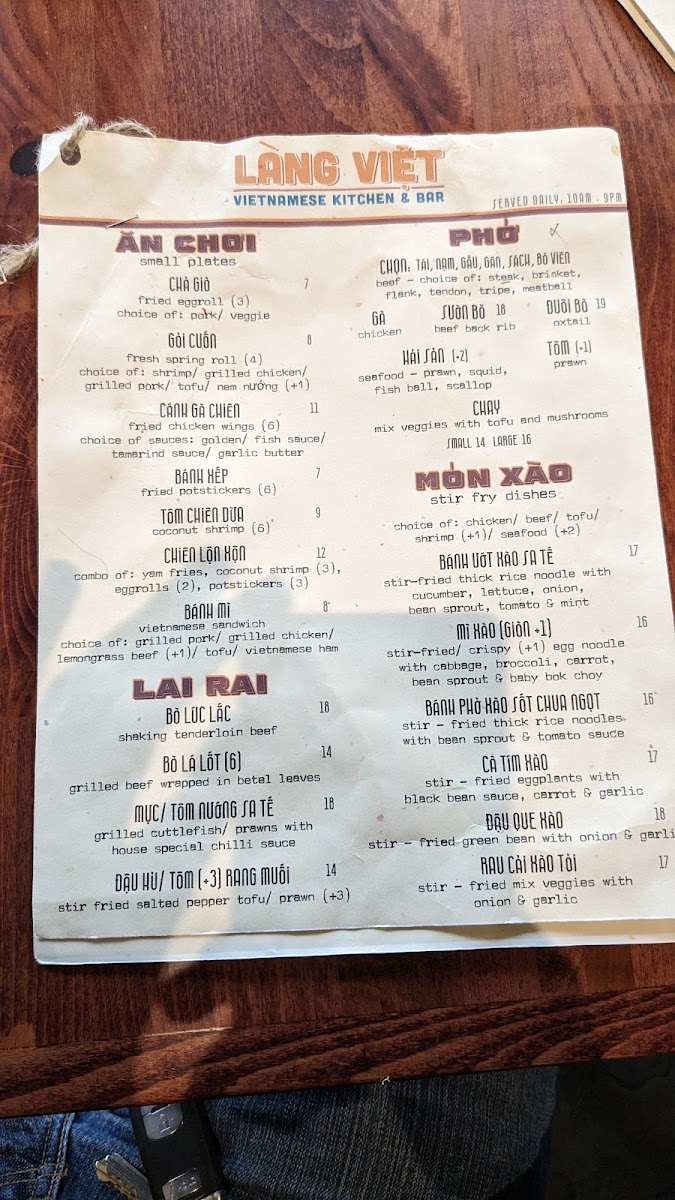 LÀNG VIỆT
VIETNAMESE KITCHEN & BAR
SERVED DAILY, 10AM - 9PM
ĂN CHƠI
small plates
CHẢ GIÒ 7
fried eggroll (3)
choice of: pork/ veggie
GỎI CUỐN 8
fresh spring roll (4)
choice of: shrimp/ grilled chicken/
grilled pork/ tofu/ nem nướng (+1)
CÁNH GÀ CHIÊN 11
fried chicken wings (6)
choice of sauces: golden/ fish sauce/
tamarind sauce/ garlic butter
BÁNH XẾP 7
fried potstickers (6)
TÔM CHIÊN DỪA 9
coconut shrimp (6)
CHIÊN LỘN XỘN 12
combo of: yam fries, coconut shrimp (3),
eggrolls (2), potstickers (3)
BÁNH MÌ 8
vietnamese sandwich
choice of: grilled pork/ grilled chicken/
lemongrass beef (+1)/ tofu/ vietnamese ham
LAI RAI
BÒ LÚC LẮC 18
shaking tenderloin beef
BÒ LÁ LỐT (6) 14
grilled beef wrapped in betel leaves
MỰC/ TÔM NƯỚNG SA TẾ 18
grilled cuttlefish/ prawns with
house special chilli sauce
ĐẬU HỦ/ TÔM (+3) RANG MUỐI 14
stir fried salted pepper tofu/ prawn (+3)
PHỞ
CHỌN: TÁI, NẠM, GẦU, GÂN, SÁCH, BÒ VIÊN
beef - choice of: steak, brisket,
flank, tendon, tripe, meatball
GÀ SƯỜN BÒ 18 ĐUÔI BÒ 19
chicken beef back rib oxtail
HẢI SẢN (+2) TÔM (+1)
seafood - prawn, squid, prawn
fish ball, scallop
CHAY
mix veggies with tofu and mushrooms
SMALL 14 LARGE 16
MÓN XÀO
stir fry dishes
choice of: chicken/ beef/ tofu/
shrimp (+1)/ seafood (+2)
BÁNH ƯỚT XÀO SA TẾ 17
stir-fried thick rice noodle with
cucumber, lettuce, onion,
bean sprout, tomato & mint
MÌ XÀO (GIÒN +1) 16
stir-fried/ crispy (+1) egg noodle
with cabbage, broccoli, carrot,
bean sprout & baby bok choy
BÁNH PHỞ XÀO SỐT CHUA NGỌT 16
stir - fried thick rice noodles
with bean sprout & tomato sauce
CÀ TÍM XÀO 17
stir - fried eggplants with
black bean sauce, carrot & garlic
ĐẬU QUE XÀO 18
stir - fried green bean with onion & garli
RAU CẢI XÀO TỎI 17
stir - fried mix veggies with
onion & garlic